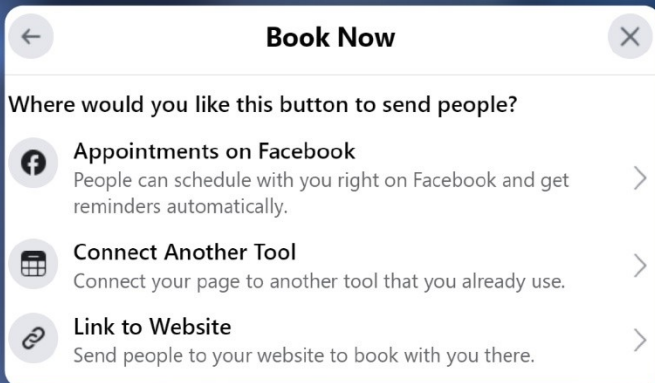 Book Now
Where would you like this button to send people?
Appointments on Facebook
People can schedule with you right on Facebook and get
reminders automatically.
Connect Another Tool
Connect your page to another tool that you already use.
Link to Website
Send people to your website to book with you there.